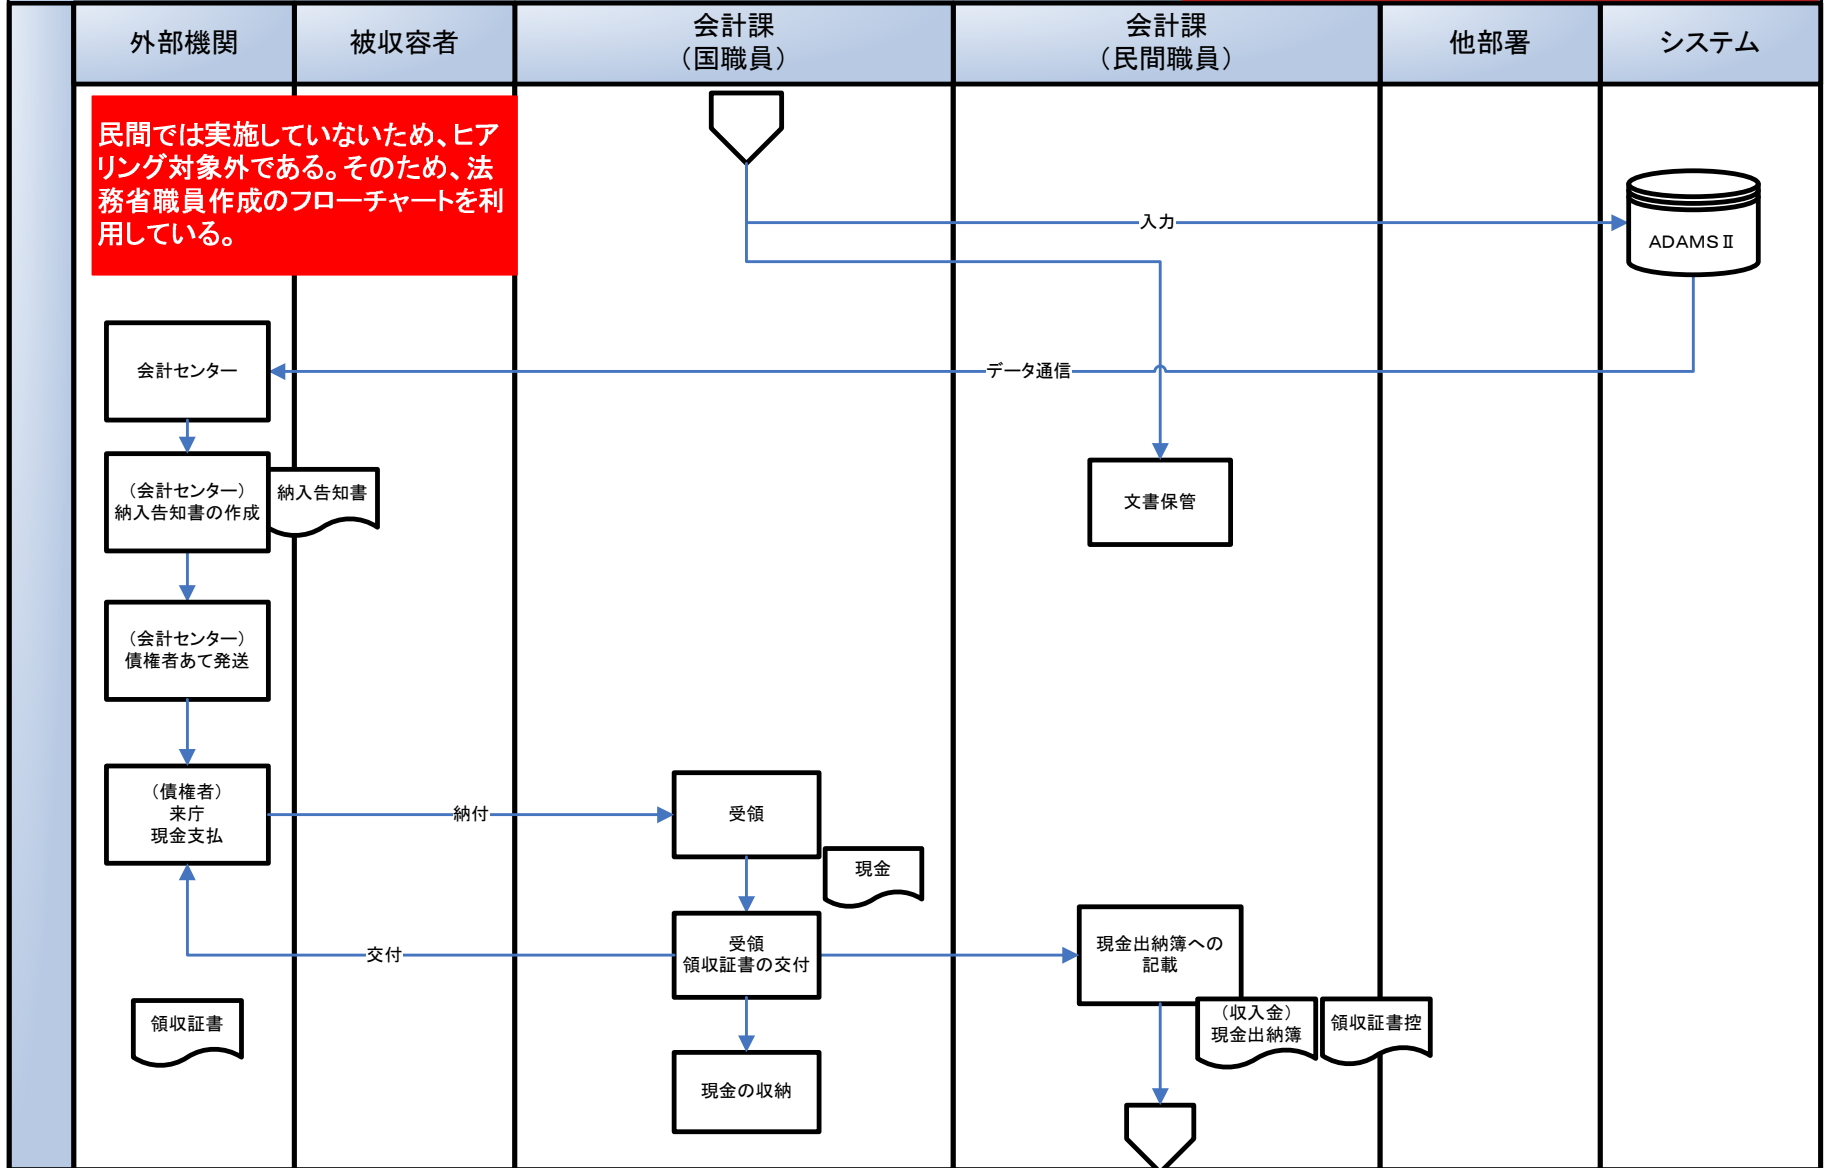 外部機関
被収容者
会計課
（国職員）
会計課
（民間職員）
他部署
システム
民間では実施していないため、ヒア
リング対象外である。そのため、法
務省職員作成のフローチャートを利
用している。
入力
ADAMSⅡ
会計センター
データ通信
（会計センター）
納入告知書の作成
納入告知書
文書保管
（会計センター）
債権者あて発送
（債権者）
来庁
現金支払
納付
受領
現金
交付
受領
領収証書の交付
現金出納簿への
記載
領収証書
（収入金）
現金出納簿
領収証書控
現金の収納